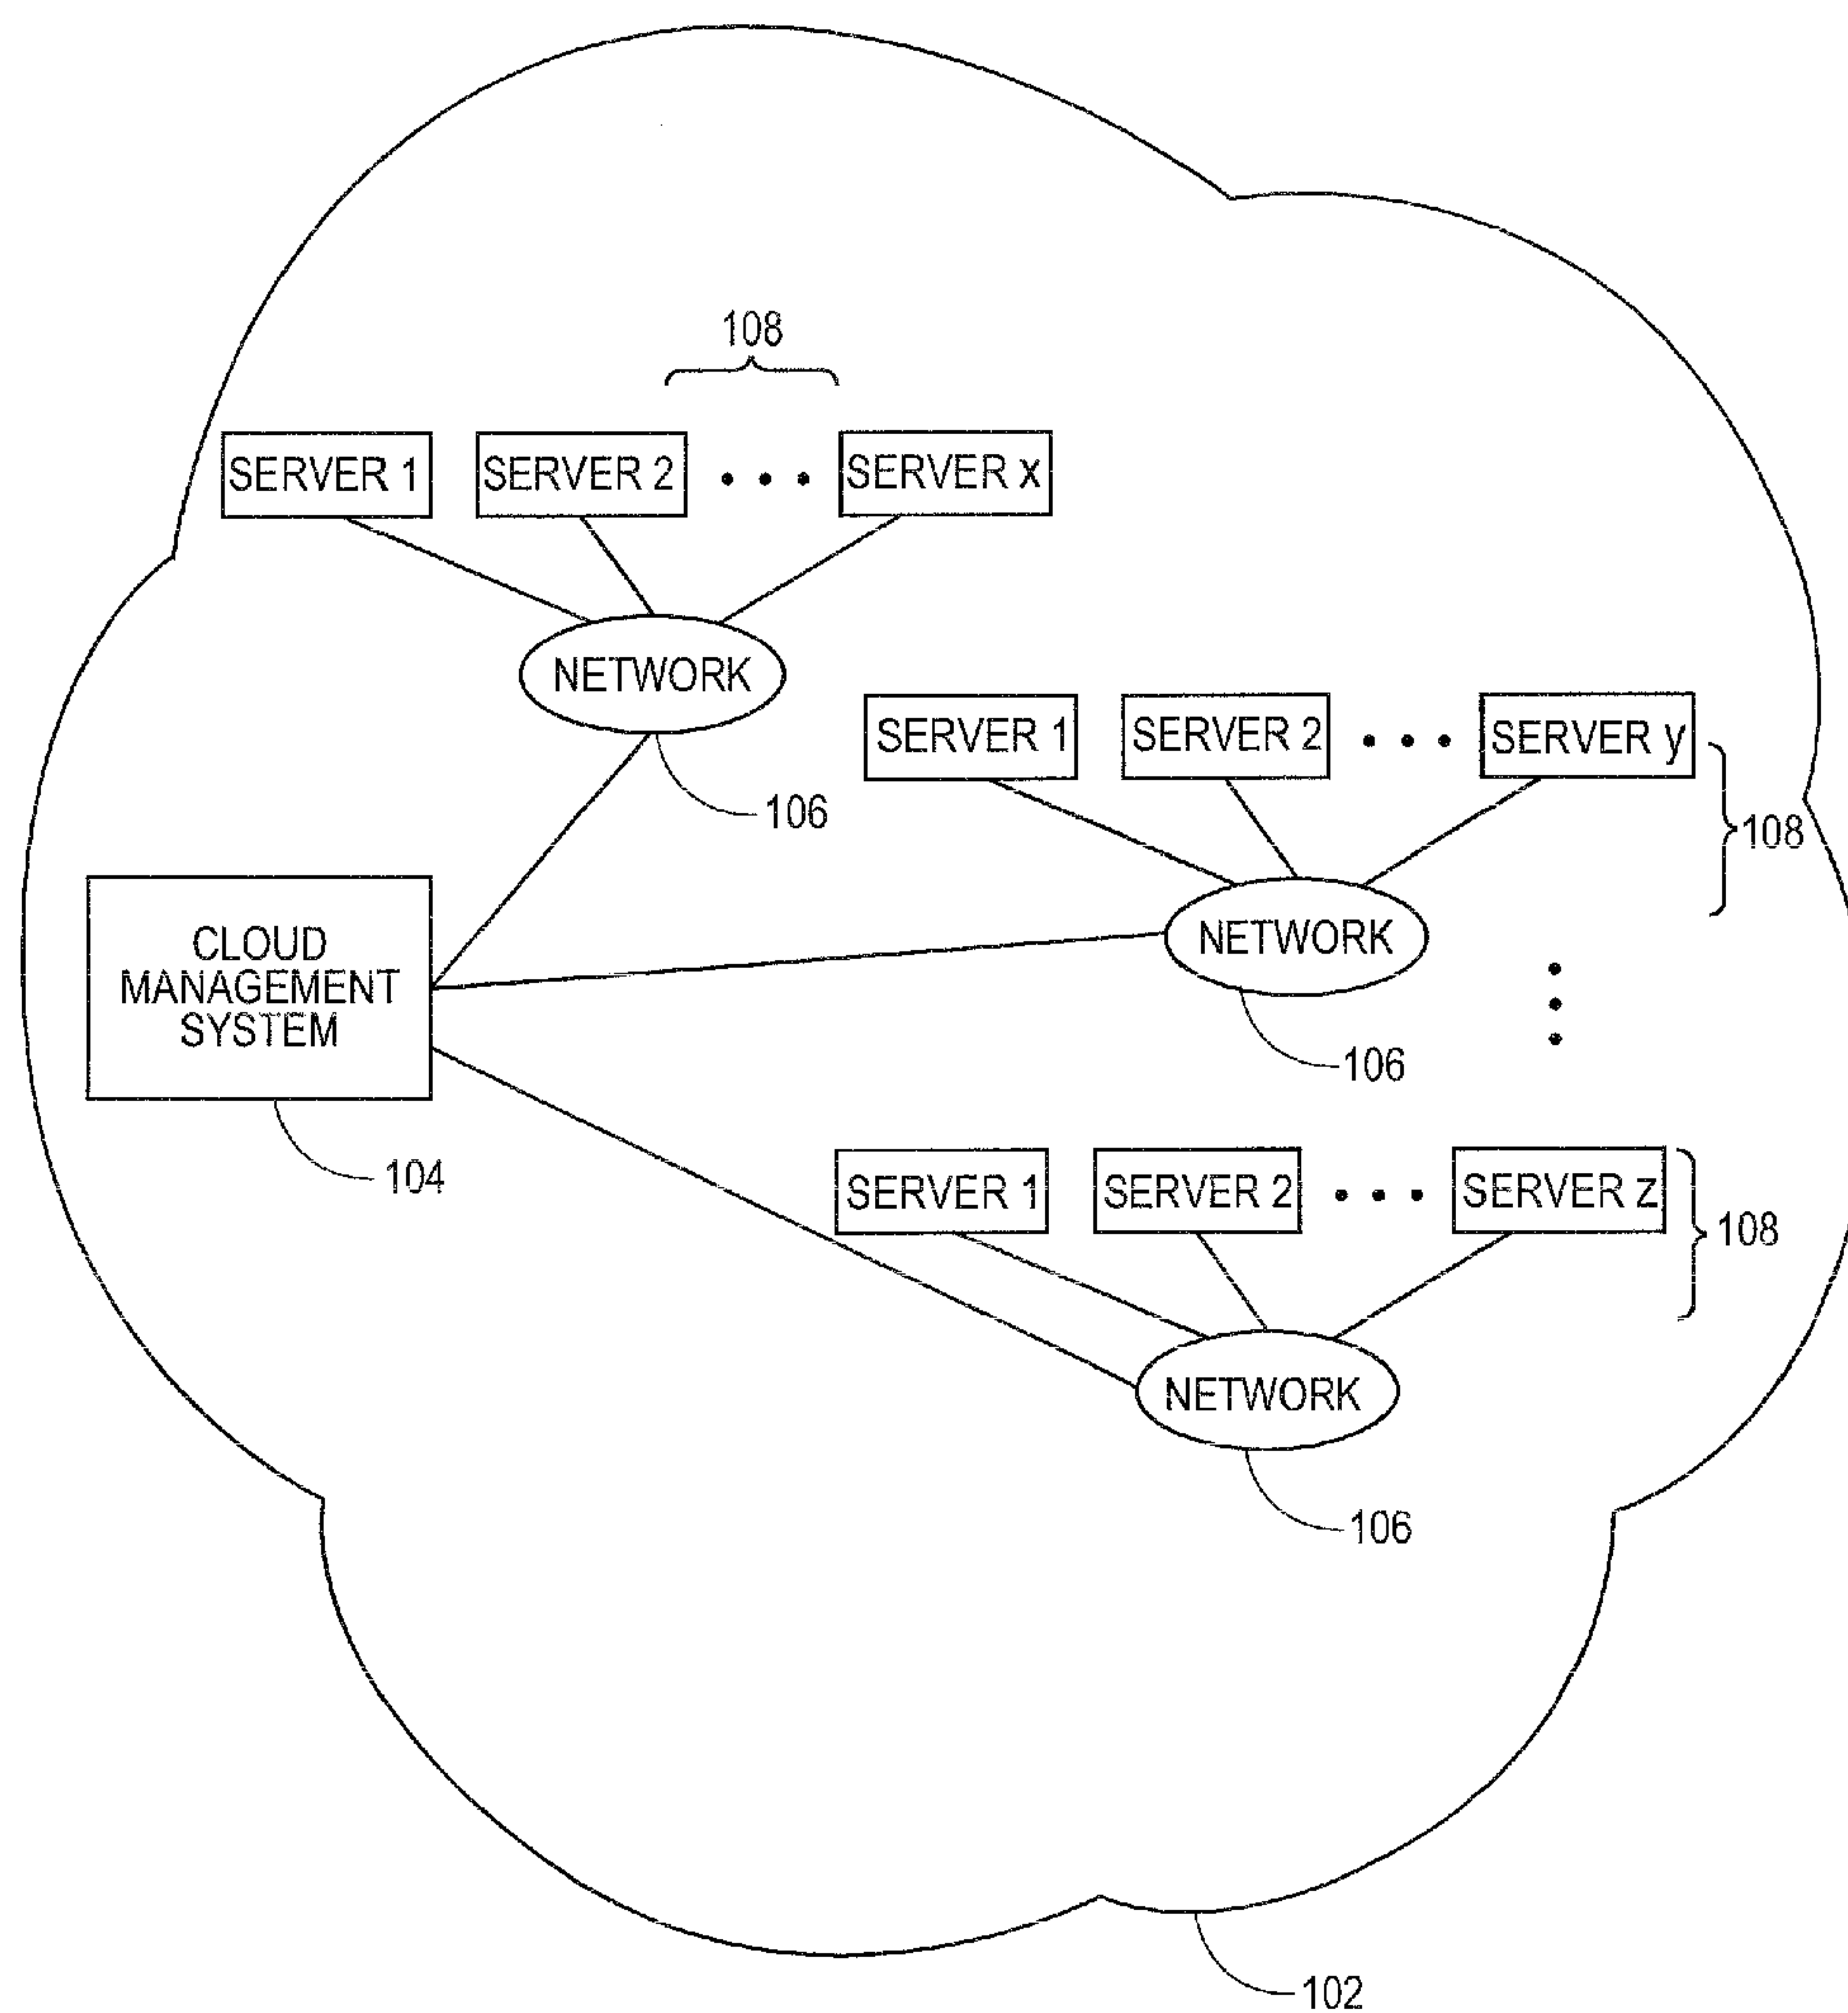 108
SERVER 1 SERVER 2 • • • SERVER x
NETWORK
106
SERVER 1 SERVER 2 • • • SERVER y
108
CLOUD
MANAGEMENT
SYSTEM
104
NETWORK
106
SERVER 1 SERVER 2 • • • SERVER z
108
NETWORK
106
102